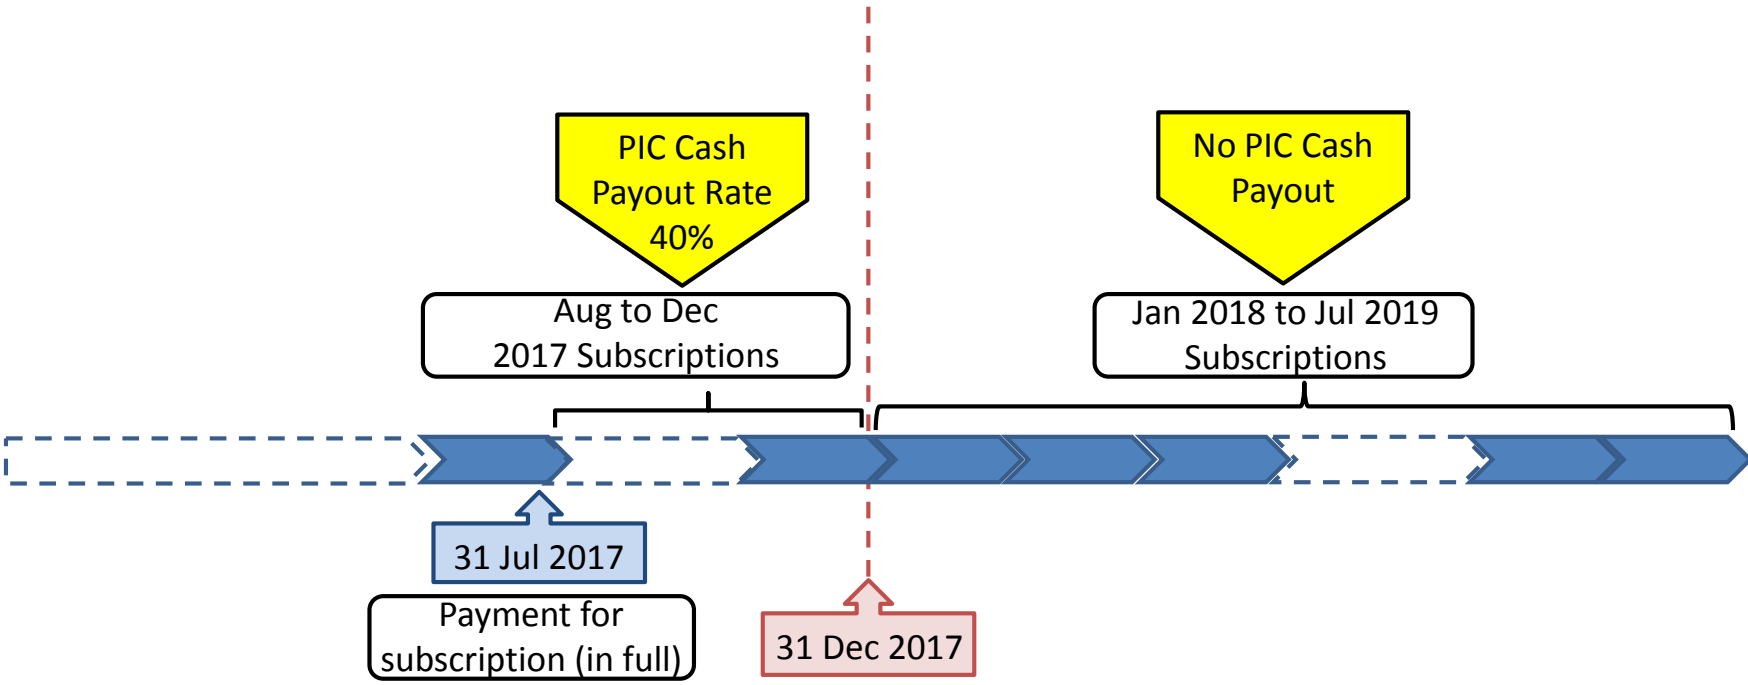 PIC Cash
Payout Rate
40%
No PIC Cash
Payout
Aug to Dec
2017 Subscriptions
Jan 2018 to Jul 2019
Subscriptions
31 Jul 2017
Payment for
subscription (in full)
31 Dec 2017